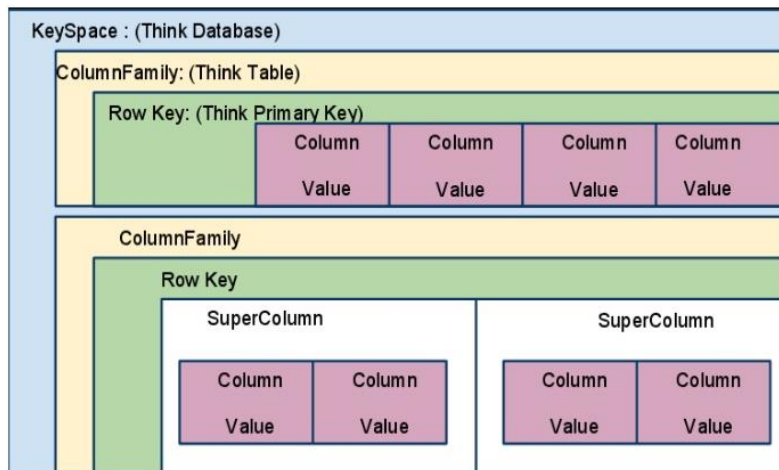 KeySpace : (Think Database)
ColumnFamily: (Think Table)
Row Key: (Think Primary Key)
Column Column Column Column
Value Value Value Value
ColumnFamily
Row Key
SuperColumn SuperColumn
Column Column Column Column
Value Value Value Value